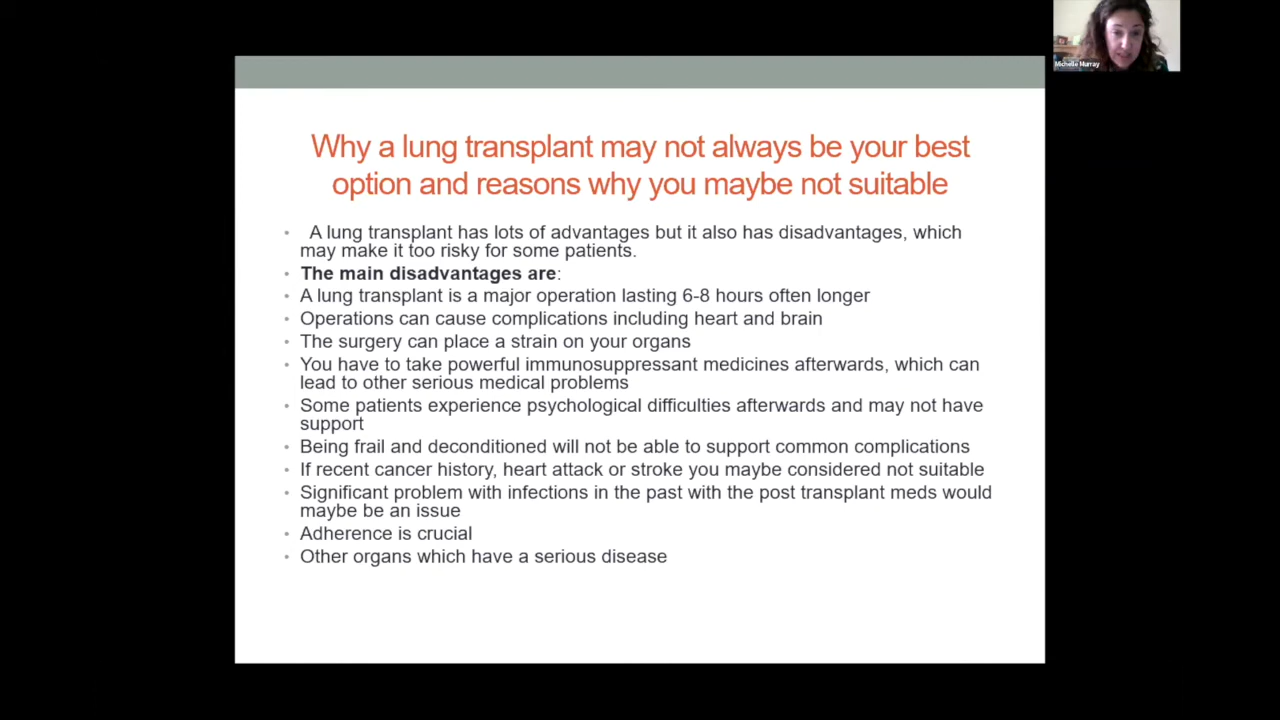 Michelle Murray
Why a lung transplant may not always be your best
option and reasons why you maybe not suitable
• A lung transplant has lots of advantages but it also has disadvantages, which
may make it too risky for some patients.
• The main disadvantages are:
• A lung transplant is a major operation lasting 6-8 hours often longer
• Operations can cause complications including heart and brain
• The surgery can place a strain on your organs
• You have to take powerful immunosuppressant medicines afterwards, which can
lead to other serious medical problems
• Some patients experience psychological difficulties afterwards and may not have
support
• Being frail and deconditioned will not be able to support common complications
• If recent cancer history, heart attack or stroke you maybe considered not suitable
• Significant problem with infections in the past with the post transplant meds would
maybe be an issue
• Adherence is crucial
• Other organs which have a serious disease